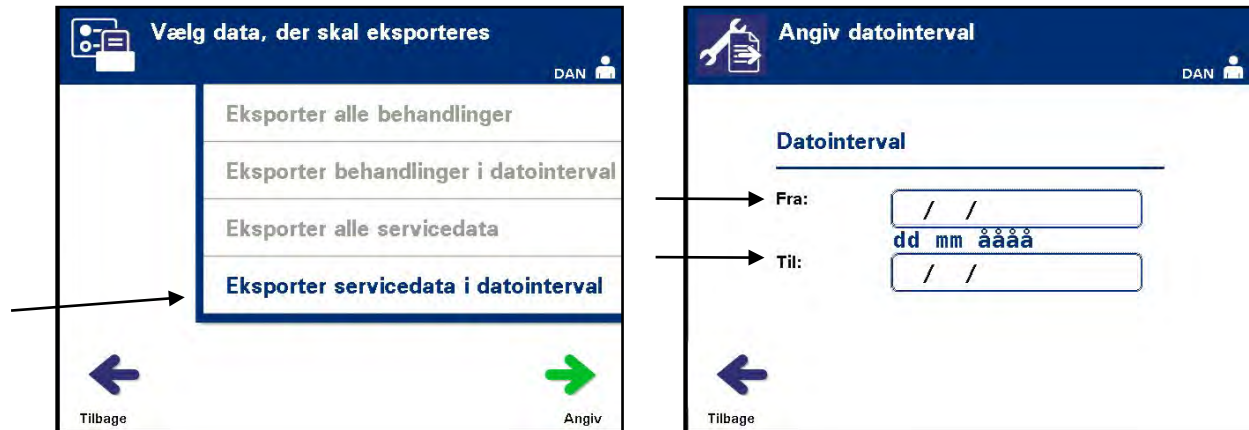 Vælg data, der skal eksporteres
DAN
Eksporter alle behandlinger
Eksporter behandlinger i datointerval
Eksporter alle servicedata
Eksporter servicedata i datointerval
Tilbage
Angiv
Angiv datointerval
DAN
Datointerval
Fra:
/ /
dd mm åååå
Til:
/ /
Tilbage